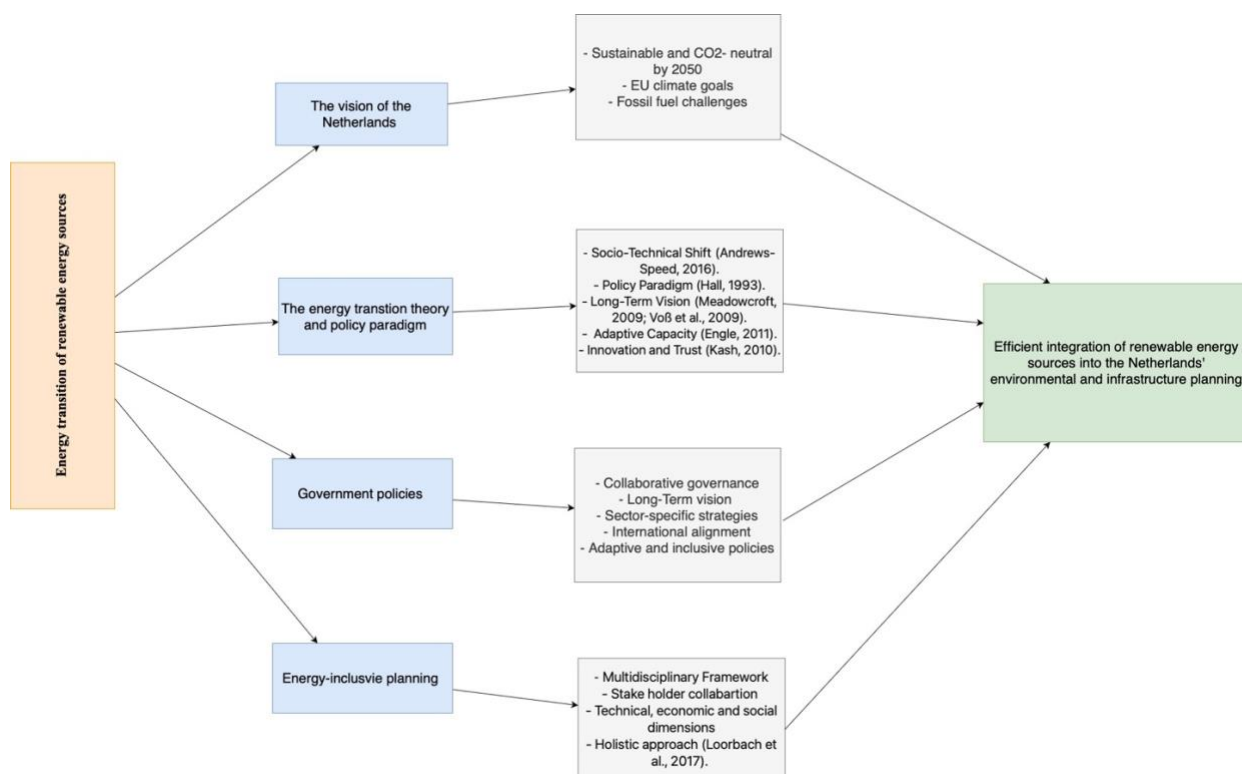 Energy transition of renewable energy sources
The vision of the
Netherlands
- Sustainable and CO2- neutral
by 2050
- EU climate goals
- Fossil fuel challenges
The energy transtion theory
and policy paradigm
- Socio-Technical Shift (Andrews-
Speed, 2016).
- Policy Paradigm (Hall, 1993).
- Long-Term Vision (Meadowcroft,
2009; Voß et al., 2009).
- Adaptive Capacity (Engle, 2011).
- Innovation and Trust (Kash, 2010).
Government policies
- Collaborative governance
- Long-Term vision
- Sector-specific strategies
- International alignment
- Adaptive and inclusive policies
Energy-inclusvie planning
- Multidisciplinary Framework
- Stake holder collabartion
- Technical, economic and social
dimensions
- Holistic approach (Loorbach et
al., 2017).
Efficient integration of renewable energy
sources into the Netherlands'
environmental and infrastructure planning